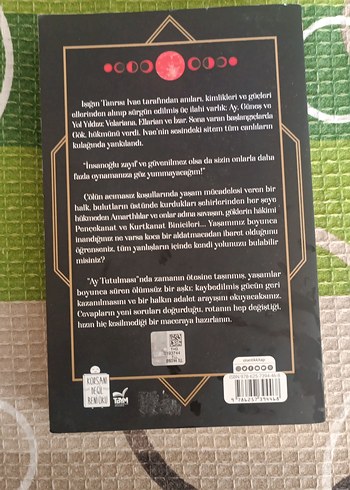 Işığın Tanrısı Ivao tarafından anıları, kimlikleri ve güçleri
ellerinden alınıp sürgün edilmiş üç ilahi varlık: Ay, Güneş ve
Yol Yıldızı; Velariana, Ellarian ve Izar. Sona varan başlangıçlarda
Gök, hükmünü verdi. Ivao'nin sesindeki sitem tüm canlıların
kulağında yankılandı.
"İnsanoğlu zayıf ve güvenilmez olsa da sizin onlarla daha
fazla oynamanıza göz yummayacağım!"
Çölün acımasız koşullarında yaşam mücadelesi veren bir
halk, bulutların üstünde kurdukları şehirlerinden her şeye
hükmeden Amarthlılar ve onlar adına savaşan, göklerin hâkimi
Pençekanat ve Kurtkanat Binicileri... Yaşamınız boyunca
inandığınız ne varsa koca bir aldatmacadan ibaret olduğunu
öğrenseniz, tüm yanlışların içinde kendi yolunuzu bulabilir
misiniz?
"Ay Tutulması"nda zamanın ötesine taşınmış, yaşamlar
boyunca süren ölümsüz bir aşkı; kaybedilmiş gücün geri
kazanılmasını ve bir halkın adalet arayışını okuyacaksınız.
Cevapların yeni soruları doğurduğu, rotanın hep değiştiği,
hızın hiç kesilmediği bir maceraya hazırlanın.
KORSANI
DEĞİL
BENİ OKU